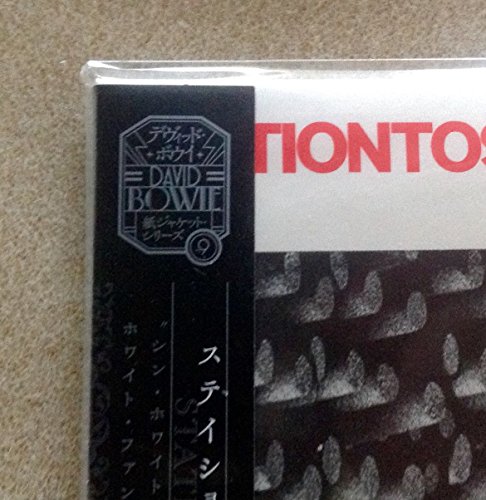 デヴィッド・
ボウイ
DAVID
BOWIE
紙ジャケット・
シリーズ
9
TIONTOS
ステイショ
STAT
"シン・ホワイト
ホワイト・ファン